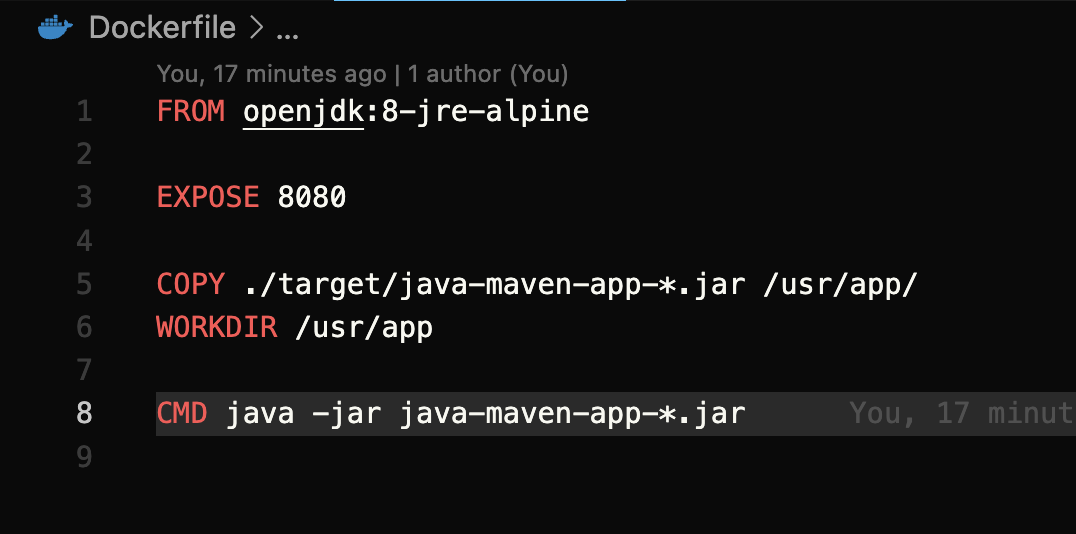 Dockerfile > ...
You, 17 minutes ago | 1 author (You)
1 FROM openjdk:8-jre-alpine
2
3 EXPOSE 8080
4
5 COPY ./target/java-maven-app-*.jar /usr/app/
6 WORKDIR /usr/app
7
8 CMD java -jar java-maven-app-*.jar You, 17 minut
9